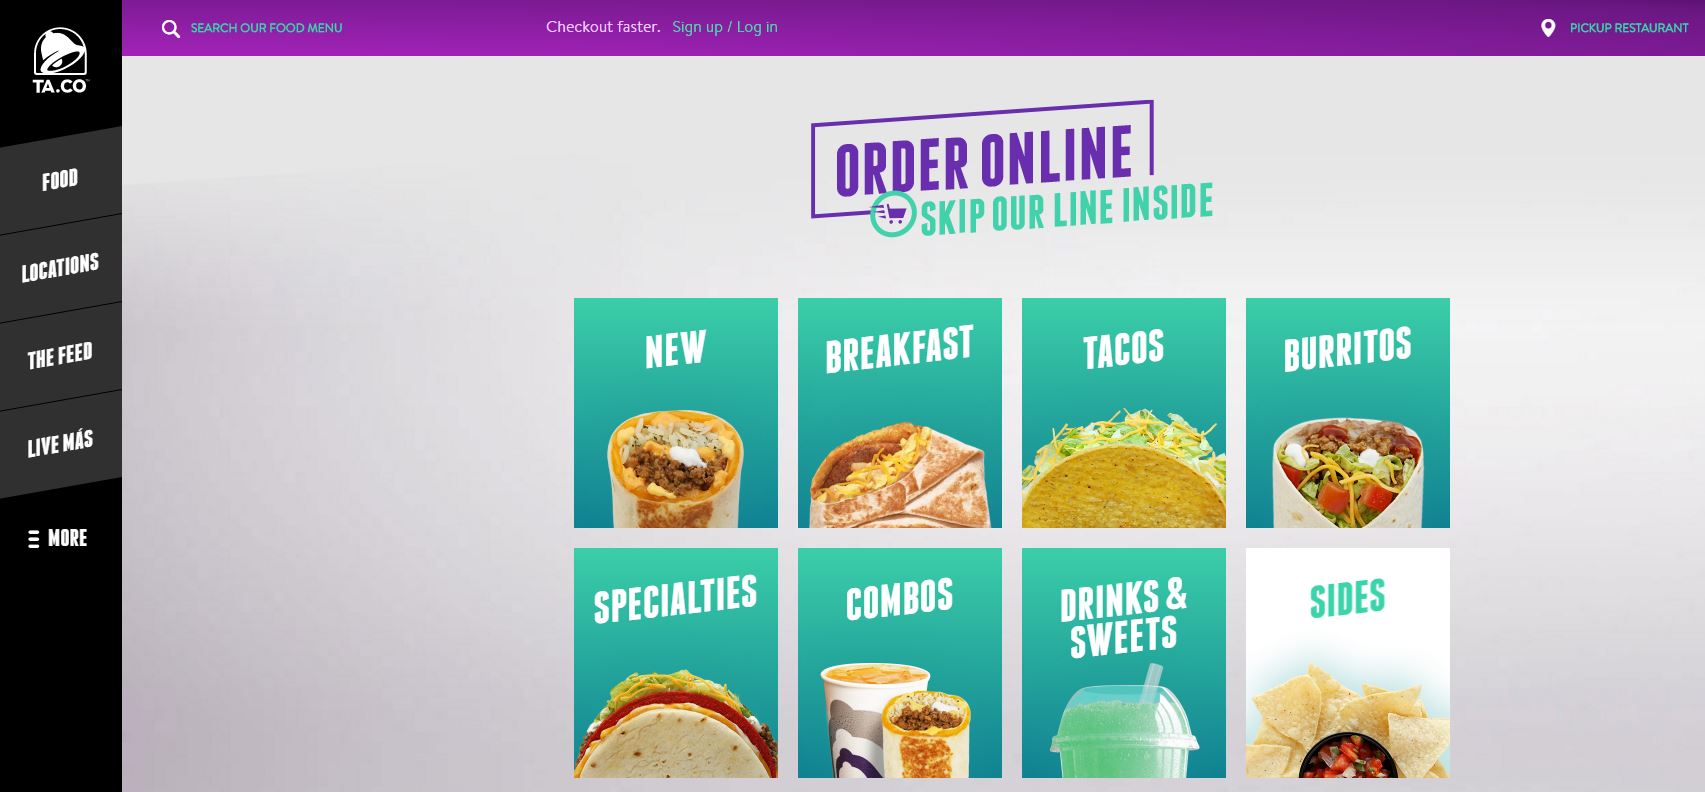 TA.CO
SEARCH OUR FOOD MENU
Checkout faster. Sign up / Log in
PICKUP RESTAURANT
FOOD
LOCATIONS
THE FEED
LIVE MÁS
MORE
ORDER ONLINE
SKIP OUR LINE INSIDE
NEW
BREAKFAST
TACOS
BURRITOS
SPECIALTIES
COMBOS
DRINKS &
SWEETS
SIDES